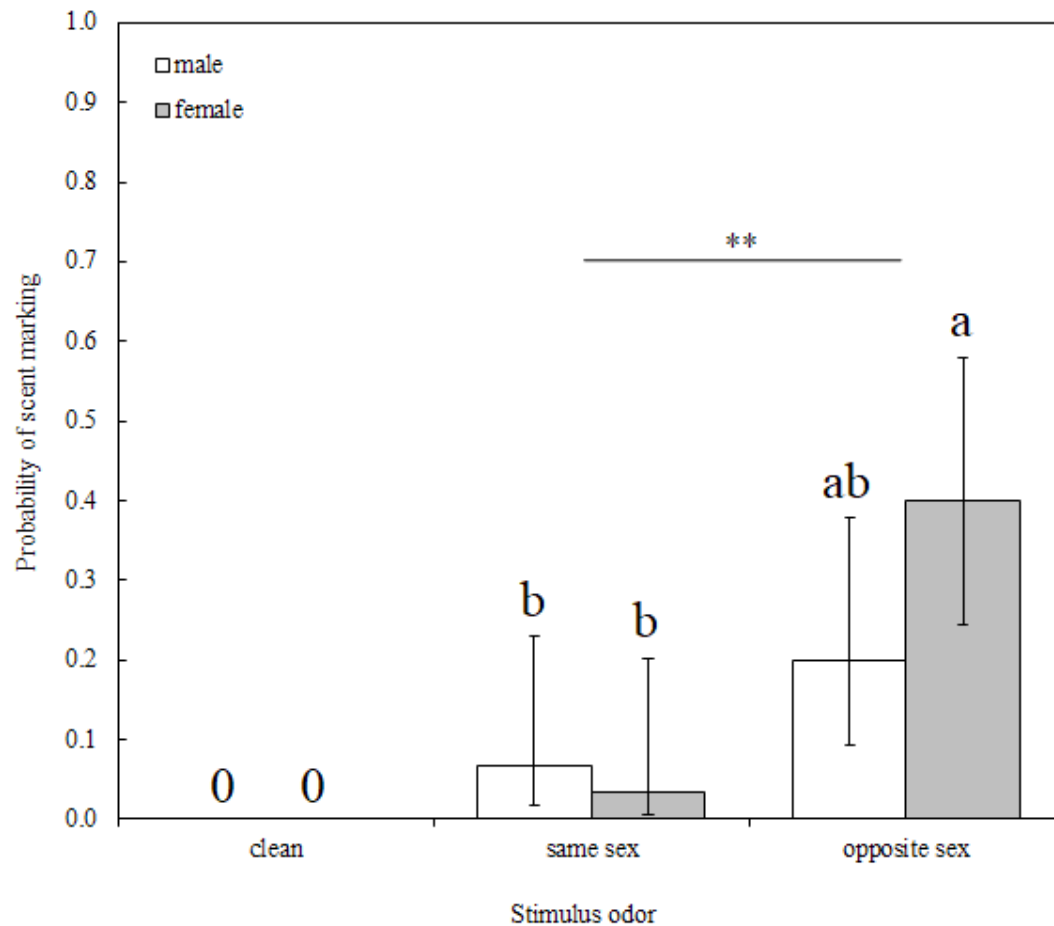 1.0
male
0.9
female
0.8
0.7
**
0.6
a
0.5
ab
0.4
0.3
b
b
0.2
0.1
0 0
0.0
clean same sex opposite sex
Stimulus odor
Probability of scent marking